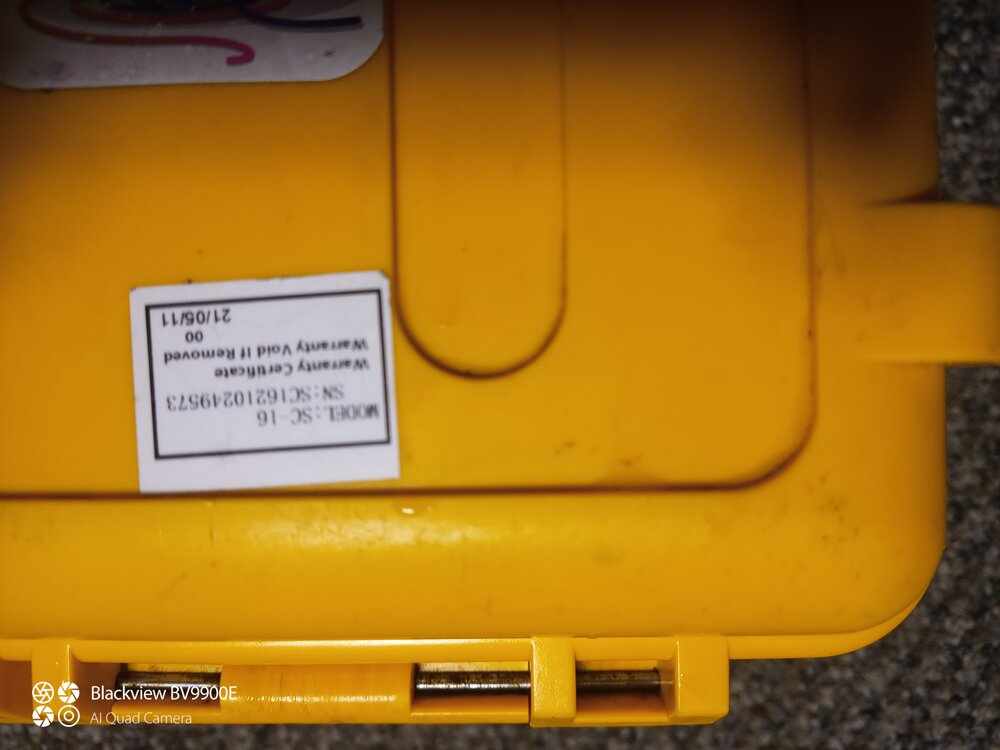 MODEL:SC-16
SN:SC16210249573
Warranty Certificate
Warranty Void If Removed
00
21/05/11
Blackview BV9900E
AI Quad Camera